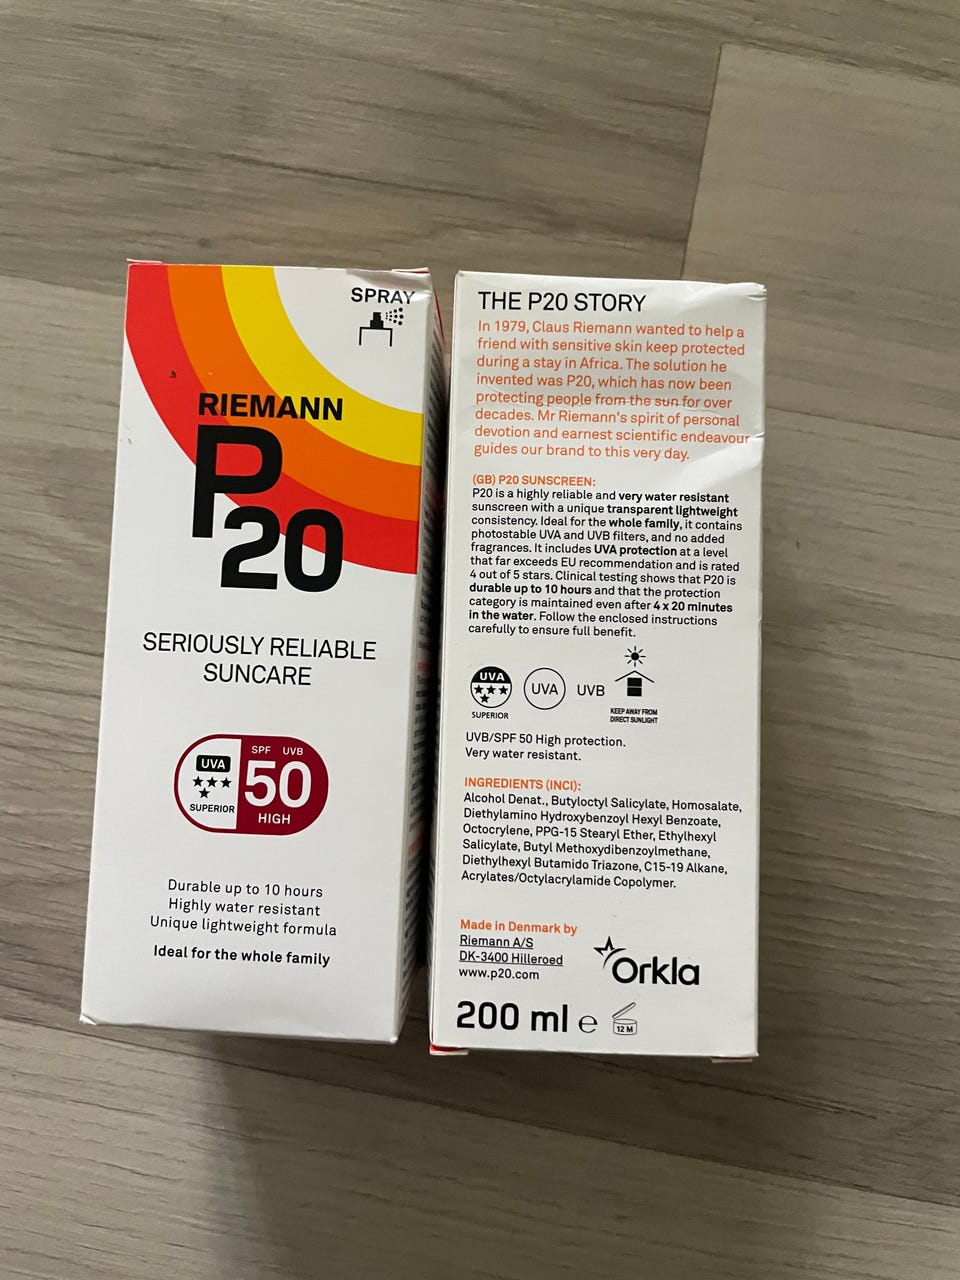 SPRAY
RIEMANN
P
20
SERIOUSLY RELIABLE
SUNCARE
UVA
SUPERIOR
SPF UVB
50
HIGH
Durable up to 10 hours
Highly water resistant
Unique lightweight formula
Ideal for the whole family
THE P20 STORY
In 1979, Claus Riemann wanted to help a
friend with sensitive skin keep protected
during a stay in Africa. The solution he
invented was P20, which has now been
protecting people from the sun for over
decades. Mr Riemann's spirit of personal
devotion and earnest scientific endeavour
guides our brand to this very day.
(GB) P20 SUNSCREEN:
P20 is a highly reliable and very water resistant
sunscreen with a unique transparent lightweight
consistency. Ideal for the whole family, it contains
photostable UVA and UVB filters, and no added
fragrances. It includes UVA protection at a level
that far exceeds EU recommendation and is rated
4 out of 5 stars. Clinical testing shows that P20 is
durable up to 10 hours and that the protection
category is maintained even after 4 x 20 minutes
in the water. Follow the enclosed instructions
carefully to ensure full benefit.
UVA
SUPERIOR
UVA
UVB
KEEP AWAY FROM
DIRECT SUNLIGHT
UVB/SPF 50 High protection.
Very water resistant.
INGREDIENTS (INCI):
Alcohol Denat., Butyloctyl Salicylate, Homosalate,
Diethylamino Hydroxybenzoyl Hexyl Benzoate,
Octocrylene, PPG-15 Stearyl Ether, Ethylhexyl
Salicylate, Butyl Methoxydibenzoylmethane,
Diethylhexyl Butamido Triazone, C15-19 Alkane,
Acrylates/Octylacrylamide Copolymer.
Made in Denmark by
Riemann A/S
DK-3400 Hilleroed
www.p20.com
Orkla
200 ml e
12 M